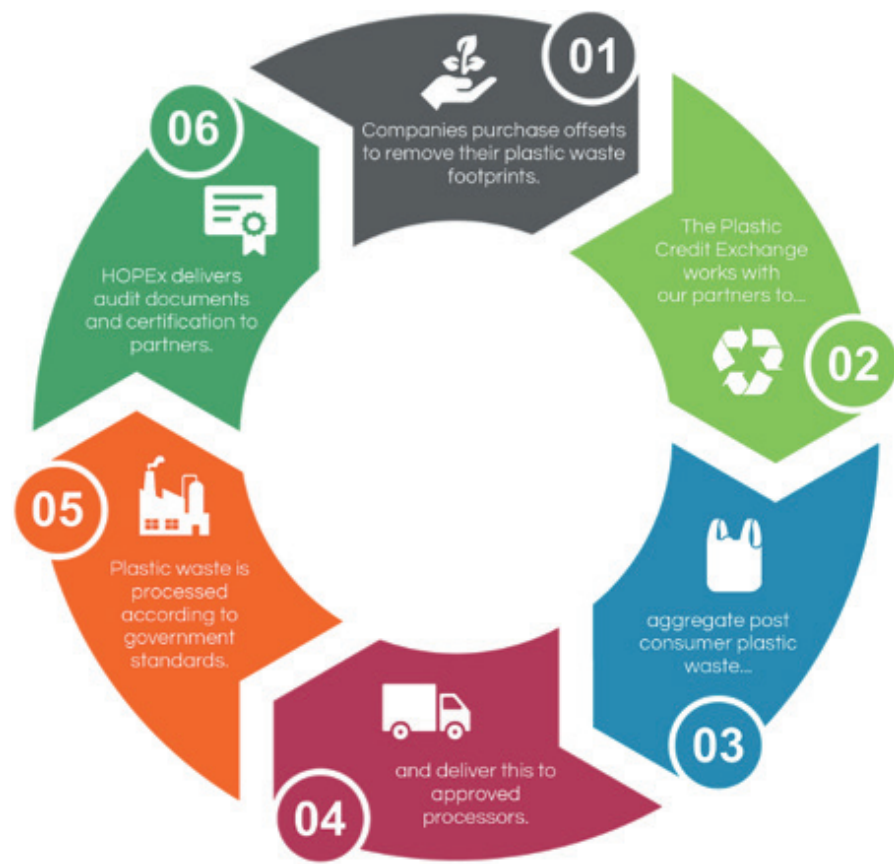 01
Companies purchase offsets
to remove their plastic waste
footprints.
The Plastic
Credit Exchange
works with
our partners to...
02
aggregate post
consumer plastic
waste...
03
and deliver this to
approved
processors.
04
05
Plastic waste is
processed
according to
government
standards.
06
HOPEx delivers
audit documents
and certification to
partners.